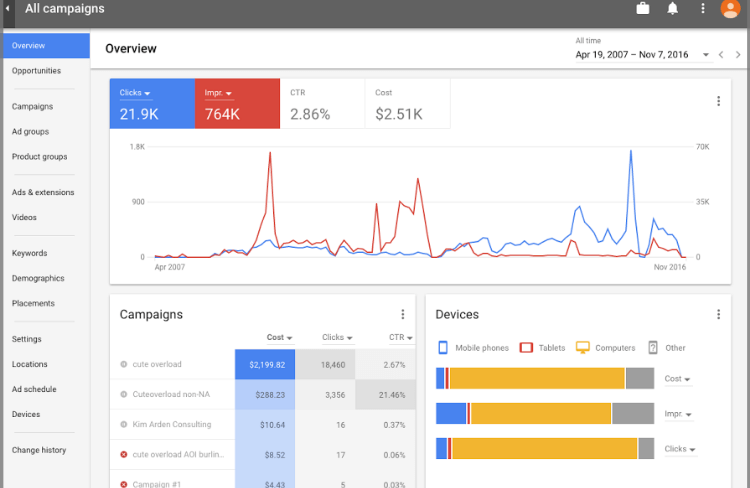 All campaigns
Overview
Opportunities
Campaigns
Ad groups
Product groups
Ads & extensions
Videos
Keywords
Demographics
Placements
Settings
Locations
Ad schedule
Devices
Change history
Overview
All time
Apr 19, 2007 – Nov 7, 2016
Clicks Impr. CTR Cost
21.9K 764K 2.86% $2.51K
1.8K 70K
900 35K
0 0
Apr 2007 Nov 2016
Campaigns
Cost Clicks CTR
cute overload $2,199.82 18,460 2.67%
Cuteoverload non-NA $288.23 3,356 21.46%
Kim Arden Consulting $10.64 16 0.37%
cute overload AOI burlin... $8.52 17 0.06%
Campaign #1 $4.43 5 0.03%
Devices
Mobile phones Tablets Computers Other
Cost
Impr.
Clicks